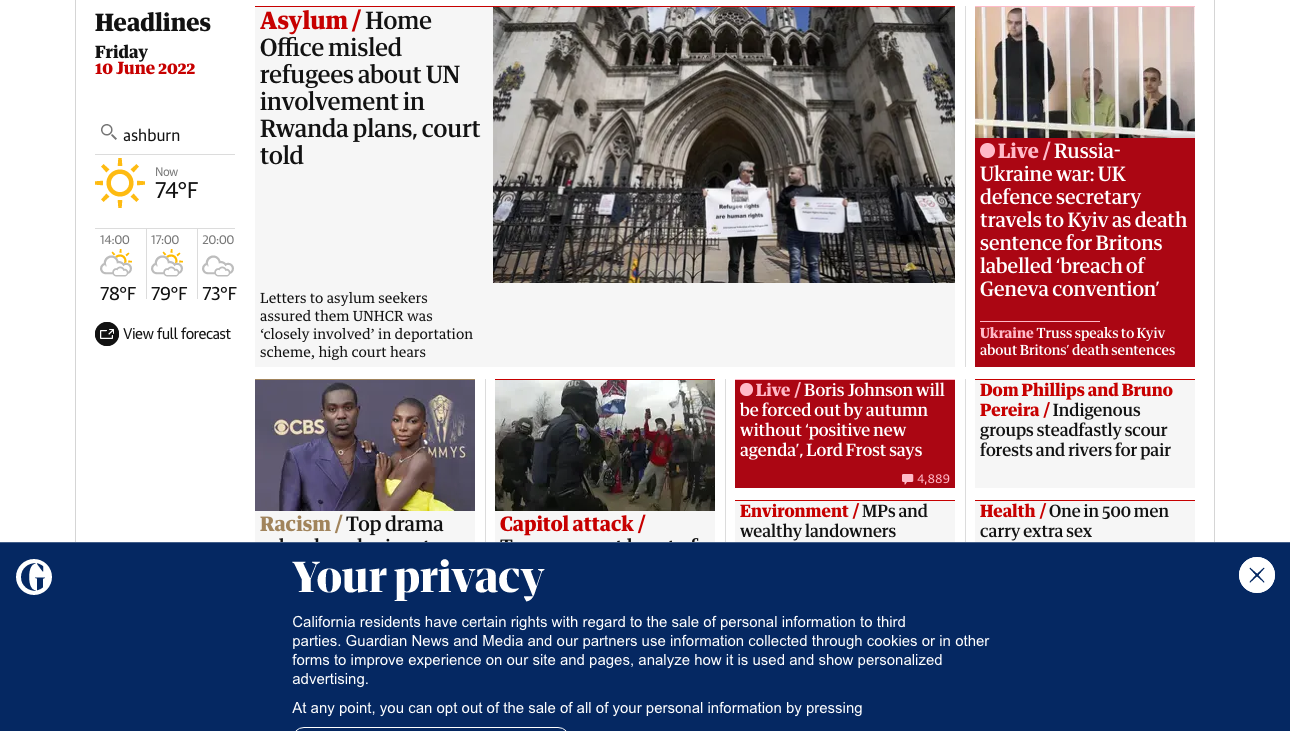 Headlines
Friday
10 June 2022
ashburn
Now
74°F
14:00
78°F
17:00
79°F
20:00
73°F
View full forecast
Asylum / Home
Office misled
refugees about UN
involvement in
Rwanda plans, court
told
Letters to asylum seekers
assured them UNHCR was
‘closely involved’ in deportation
scheme, high court hears
Refugee rights
are human rights
Live / Russia-
Ukraine war: UK
defence secretary
travels to Kyiv as death
sentence for Britons
labelled ‘breach of
Geneva convention’
Ukraine Truss speaks to Kyiv
about Britons’ death sentences
CBS
EMMYS
Racism / Top drama
Capitol attack /
Live / Boris Johnson will
be forced out by autumn
without ‘positive new
agenda’, Lord Frost says
4,889
Dom Phillips and Bruno
Pereira / Indigenous
groups steadfastly scour
forests and rivers for pair
Environment / MPs and
wealthy landowners
Health / One in 500 men
carry extra sex
Your privacy
California residents have certain rights with regard to the sale of personal information to third
parties. Guardian News and Media and our partners use information collected through cookies or in other
forms to improve experience on our site and pages, analyze how it is used and show personalized
advertising.
At any point, you can opt out of the sale of all of your personal information by pressing